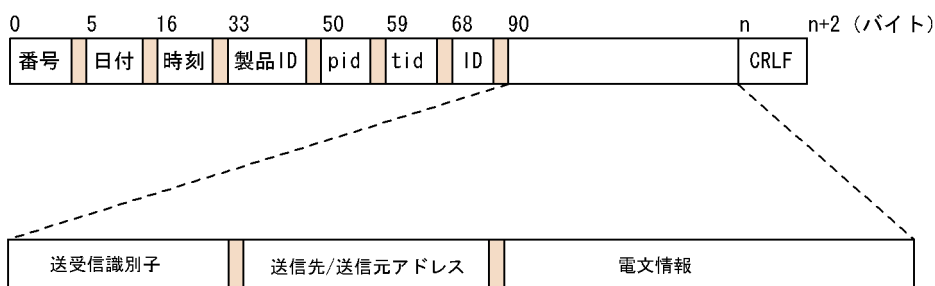 0 5 16 33 50 59 68 90 n n+2 (バイト)
番号 日付 時刻 製品ID pid tid ID CRLF
送受信識別子 送信先/送信元アドレス 電文情報